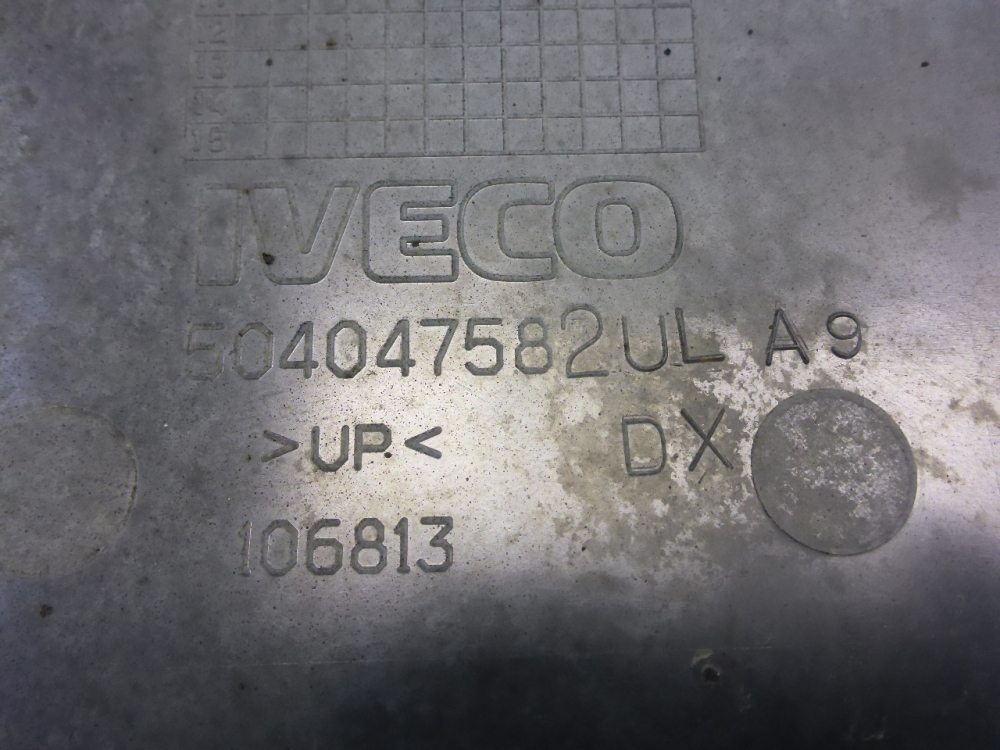 12
13
14
15
IVECO
504047582UL A9
>UP< DX
106813